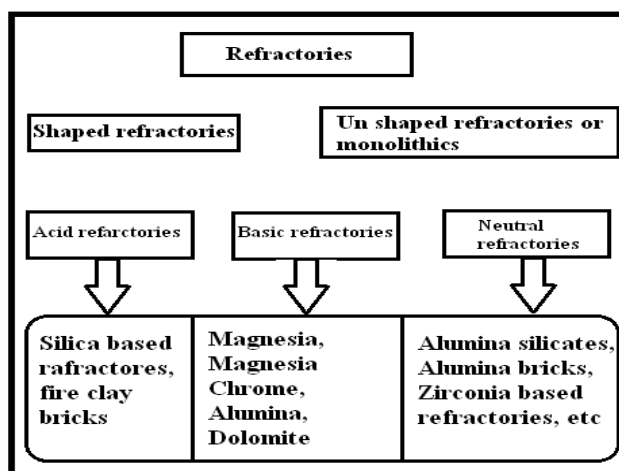 Refractories
Shaped refractories
Un shaped refractories or
monolithics
Acid refarctories
Basic refractories
Neutral
refractories
Silica based
rafractores,
fire clay
bricks
Magnesia,
Magnesia
Chrome,
Alumina,
Dolomite
Alumina silicates,
Alumina bricks,
Zirconia based
refractories, etc